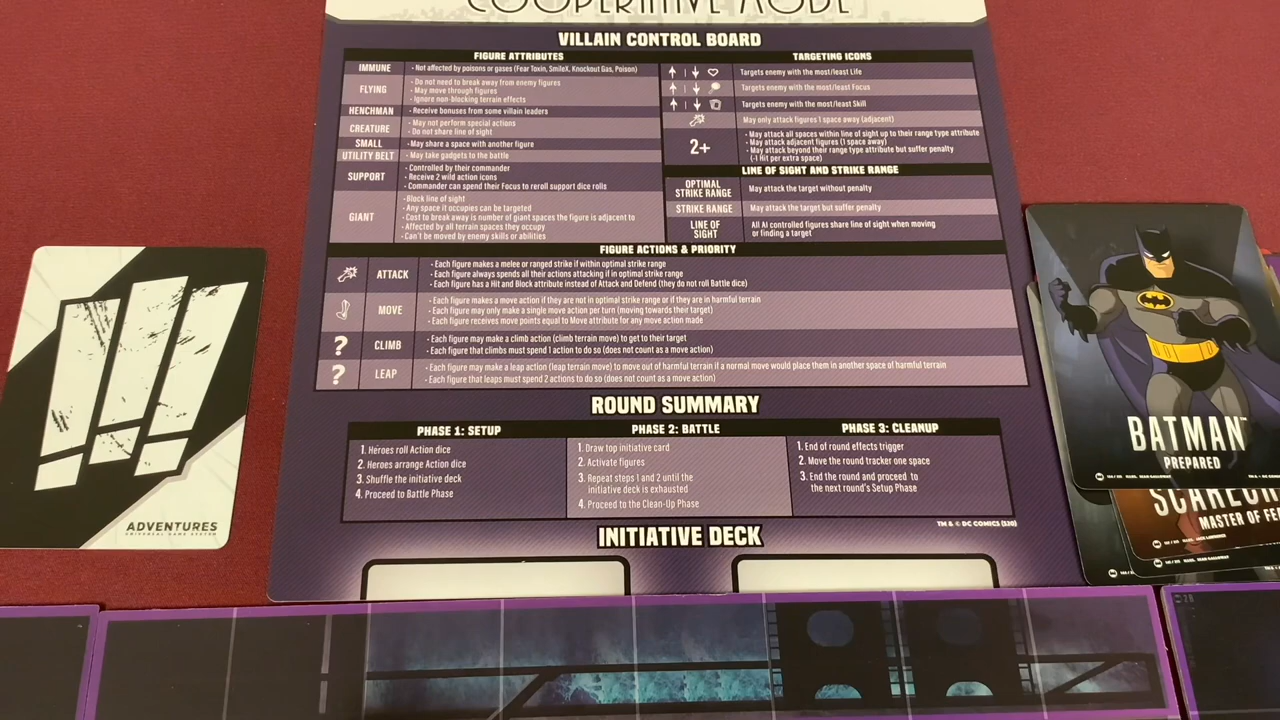 COOPERATIVE MODE
VILLAIN CONTROL BOARD
FIGURE ATTRIBUTES
IMMUNE
• Not affected by poisons or gases (Fear Toxin, SmileX, Knockout Gas, Poison)
FLYING
• Do not need to break away from enemy figures
• May move through figures
• Ignore non-blocking terrain effects
HENCHMAN
• Receive bonuses from some villain leaders
CREATURE
• May not perform special actions
• Do not share line of sight
SMALL
• May share a space with another figure
UTILITY BELT
• May take gadgets to the battle
SUPPORT
• Controlled by their commander
• Receive 2 wild action icons
• Commander can spend their Focus to reroll support dice rolls
GIANT
• Block line of sight
• Any space it occupies can be targeted
• Cost to break away is number of giant spaces the figure is adjacent to
• Affected by all terrain spaces they occupy
• Can't be moved by enemy skills or abilities
TARGETING ICONS
Targets enemy with the most/least Life
Targets enemy with the most/least Focus
Targets enemy with the most/least Skill
May only attack figures 1 space away (adjacent)
2+
• May attack all spaces within line of sight up to their range type attribute
• May attack adjacent figures (1 space away)
• May attack beyond their range type attribute but suffer penalty
(-1 Hit per extra space)
LINE OF SIGHT AND STRIKE RANGE
OPTIMAL
STRIKE RANGE
May attack the target without penalty
STRIKE RANGE
May attack the target but suffer penalty
LINE OF
SIGHT
All AI controlled figures share line of sight when moving
or finding a target
FIGURE ACTIONS & PRIORITY
ATTACK
• Each figure makes a melee or ranged strike if within optimal strike range
• Each figure always spends all their actions attacking if in optimal strike range
• Each figure has a Hit and Block attribute instead of Attack and Defend (they do not roll Battle dice)
MOVE
• Each figure makes a move action if they are not in optimal strike range or if they are in harmful terrain
• Each figure may only make a single move action per turn (moving towards their target)
• Each figure receives move points equal to Move attribute for any move action made
?
CLIMB
• Each figure may make a climb action (climb terrain move) to get to their target
• Each figure that climbs must spend 1 action to do so (does not count as a move action)
?
LEAP
• Each figure may make a leap action (leap terrain move) to move out of harmful terrain if a normal move would place them in another space of harmful terrain
• Each figure that leaps must spend 2 actions to do so (does not count as a move action)
ROUND SUMMARY
PHASE 1: SETUP
1. Heroes roll Action dice
2. Heroes arrange Action dice
3. Shuffle the initiative deck
4. Proceed to Battle Phase
PHASE 2: BATTLE
1. Draw top initiative card
2. Activate figures
3. Repeat steps 1 and 2 until the
initiative deck is exhausted
4. Proceed to the Clean-Up Phase
PHASE 3: CLEANUP
1. End of round effects trigger
2. Move the round tracker one space
3. End the round and proceed to
the next round's Setup Phase
TM & © DC COMICS (S20)
INITIATIVE DECK
ADVENTURES
UNIVERSAL GAME SYSTEM
BATMAN™
PREPARED
SCARECR
MASTER OF FE